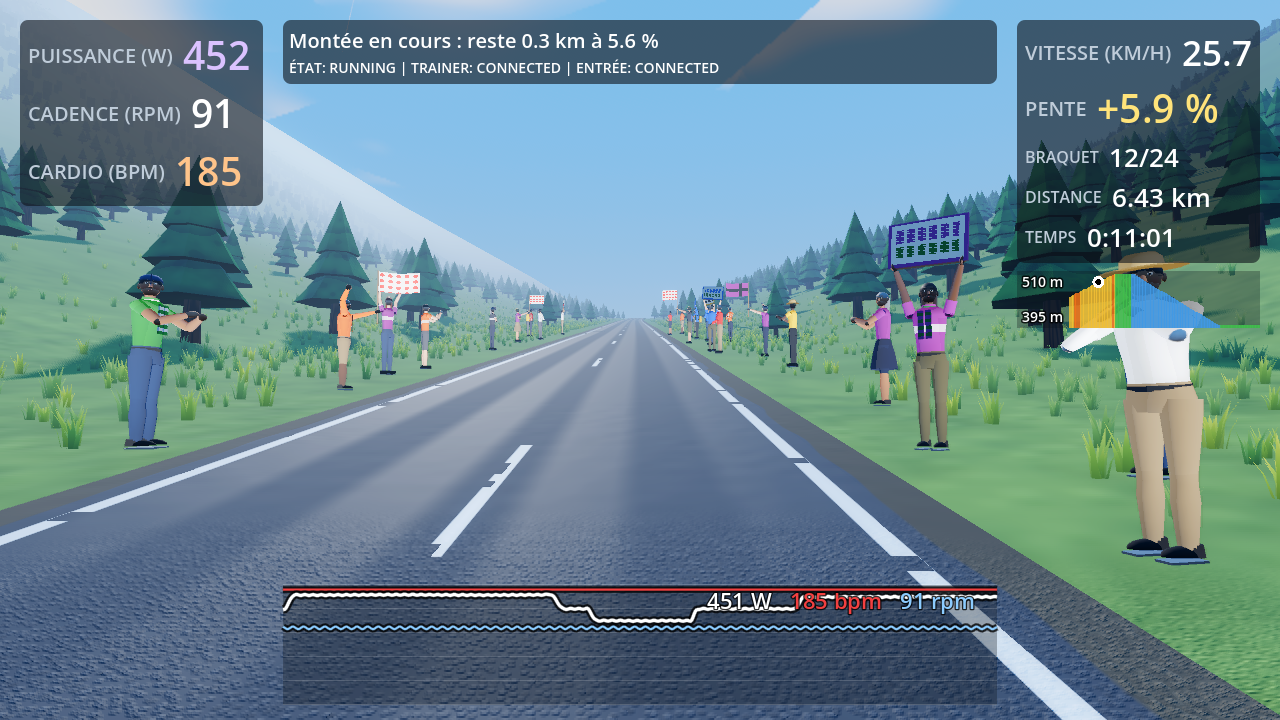 PUISSANCE (W) 452
CADENCE (RPM) 91
CARDIO (BPM) 185
Montée en cours : reste 0.3 km à 5.6 %
ÉTAT: RUNNING | TRAINER: CONNECTED | ENTRÉE: CONNECTED
VITESSE (KM/H) 25.7
PENTE +5.9 %
BRAQUET 12/24
DISTANCE 6.43 km
TEMPS 0:11:01
510 m
395 m
451 W 185 bpm 91 rpm